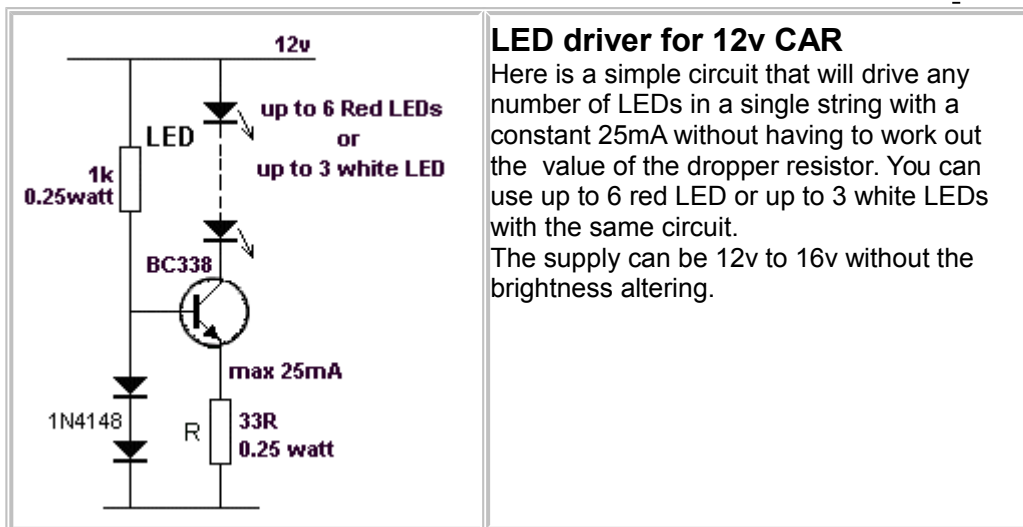 12v
up to 6 Red LEDs
LED
or
1k
up to 3 white LED
0.25watt
BC338
max 25mA
1N4148
R
33R
0.25 watt
LED driver for 12v CAR
Here is a simple circuit that will drive any
number of LEDs in a single string with a
constant 25mA without having to work out
the  value of the dropper resistor. You can
use up to 6 red LED or up to 3 white LEDs
with the same circuit.
The supply can be 12v to 16v without the
brightness altering.